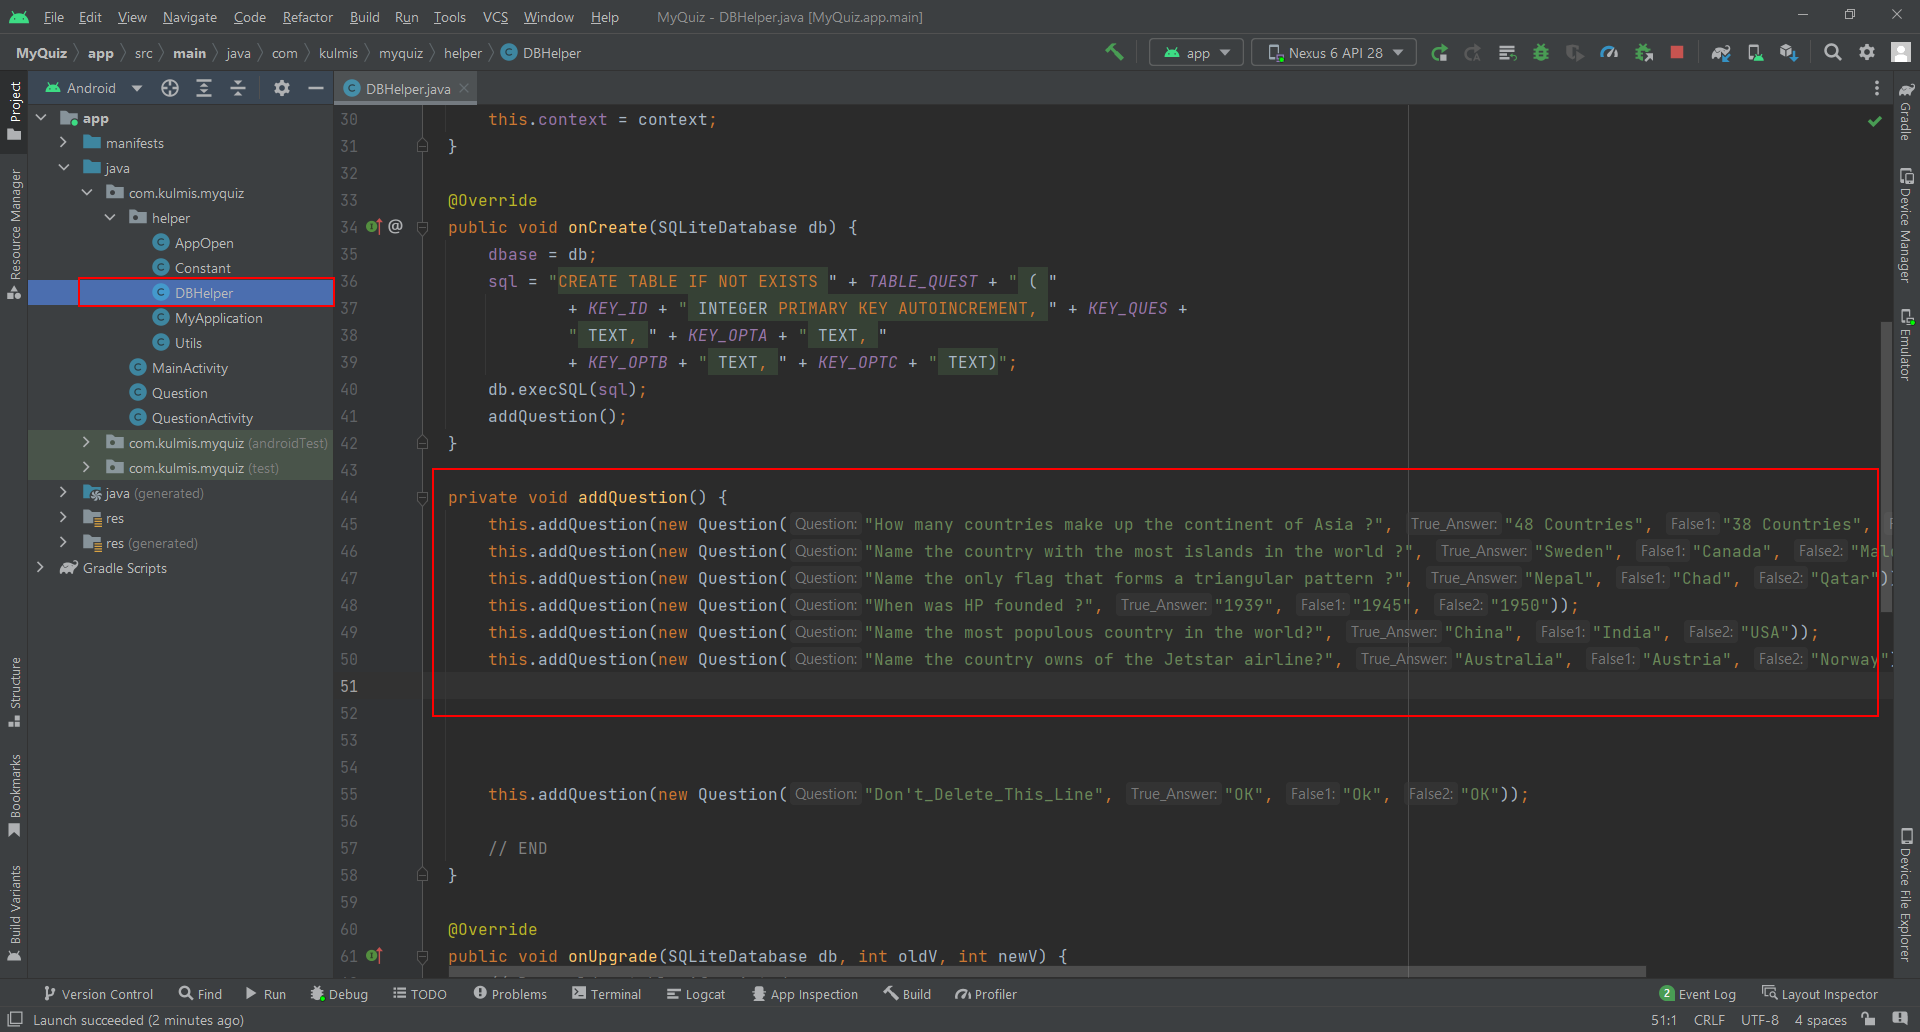 File Edit View Navigate Code Refactor Build Run Tools VCS Window Help MyQuiz - DBHelper.java [MyQuiz.app.main]
MyQuiz app src main java com kulmis myquiz helper DBHelper app Nexus 6 API 28
Project
Resource Manager
Structure
Bookmarks
Build Variants
Android
app
manifests
java
com.kulmis.myquiz
helper
AppOpen
Constant
DBHelper
MyApplication
Utils
MainActivity
Question
QuestionActivity
com.kulmis.myquiz (androidTest)
com.kulmis.myquiz (test)
java (generated)
res
res (generated)
Gradle Scripts
DBHelper.java
30 this.context = context;
31 }
32
33 @Override
34 @ public void onCreate(SQLiteDatabase db) {
35 dbase = db;
36 sql = "CREATE TABLE IF NOT EXISTS " + TABLE_QUEST + " ( "
37 + KEY_ID + " INTEGER PRIMARY KEY AUTOINCREMENT, " + KEY_QUES +
38 " TEXT, " + KEY_OPTA + " TEXT, "
39 + KEY_OPTB + " TEXT, " + KEY_OPTC + " TEXT)";
40 db.execSQL(sql);
41 addQuestion();
42 }
43
44 private void addQuestion() {
45 this.addQuestion(new Question( Question: "How many countries make up the continent of Asia ?", True_Answer: "48 Countries", False1: "38 Countries",
46 this.addQuestion(new Question( Question: "Name the country with the most islands in the world ?", True_Answer: "Sweden", False1: "Canada", False2:
47 this.addQuestion(new Question( Question: "Name the only flag that forms a triangular pattern ?", True_Answer: "Nepal", False1: "Chad", False2: "Qatar")
48 this.addQuestion(new Question( Question: "When was HP founded ?", True_Answer: "1939", False1: "1945", False2: "1950"));
49 this.addQuestion(new Question( Question: "Name the most populous country in the world?", True_Answer: "China", False1: "India", False2: "USA"));
50 this.addQuestion(new Question( Question: "Name the country owns of the Jetstar airline?", True_Answer: "Australia", False1: "Austria", False2: "Norway"
51
52
53
54
55 this.addQuestion(new Question( Question: "Don't_Delete_This_Line", True_Answer: "OK", False1: "Ok", False2: "OK"));
56
57 // END
58 }
59
60 @Override
61 public void onUpgrade(SQLiteDatabase db, int oldV, int newV) {
Gradle
Device Manager
Emulator
Device File Explorer
Version Control Find Run Debug TODO Problems Terminal Logcat App Inspection Build Profiler 2 Event Log Layout Inspector
Launch succeeded (2 minutes ago) 51:1 CRLF UTF-8 4 spaces